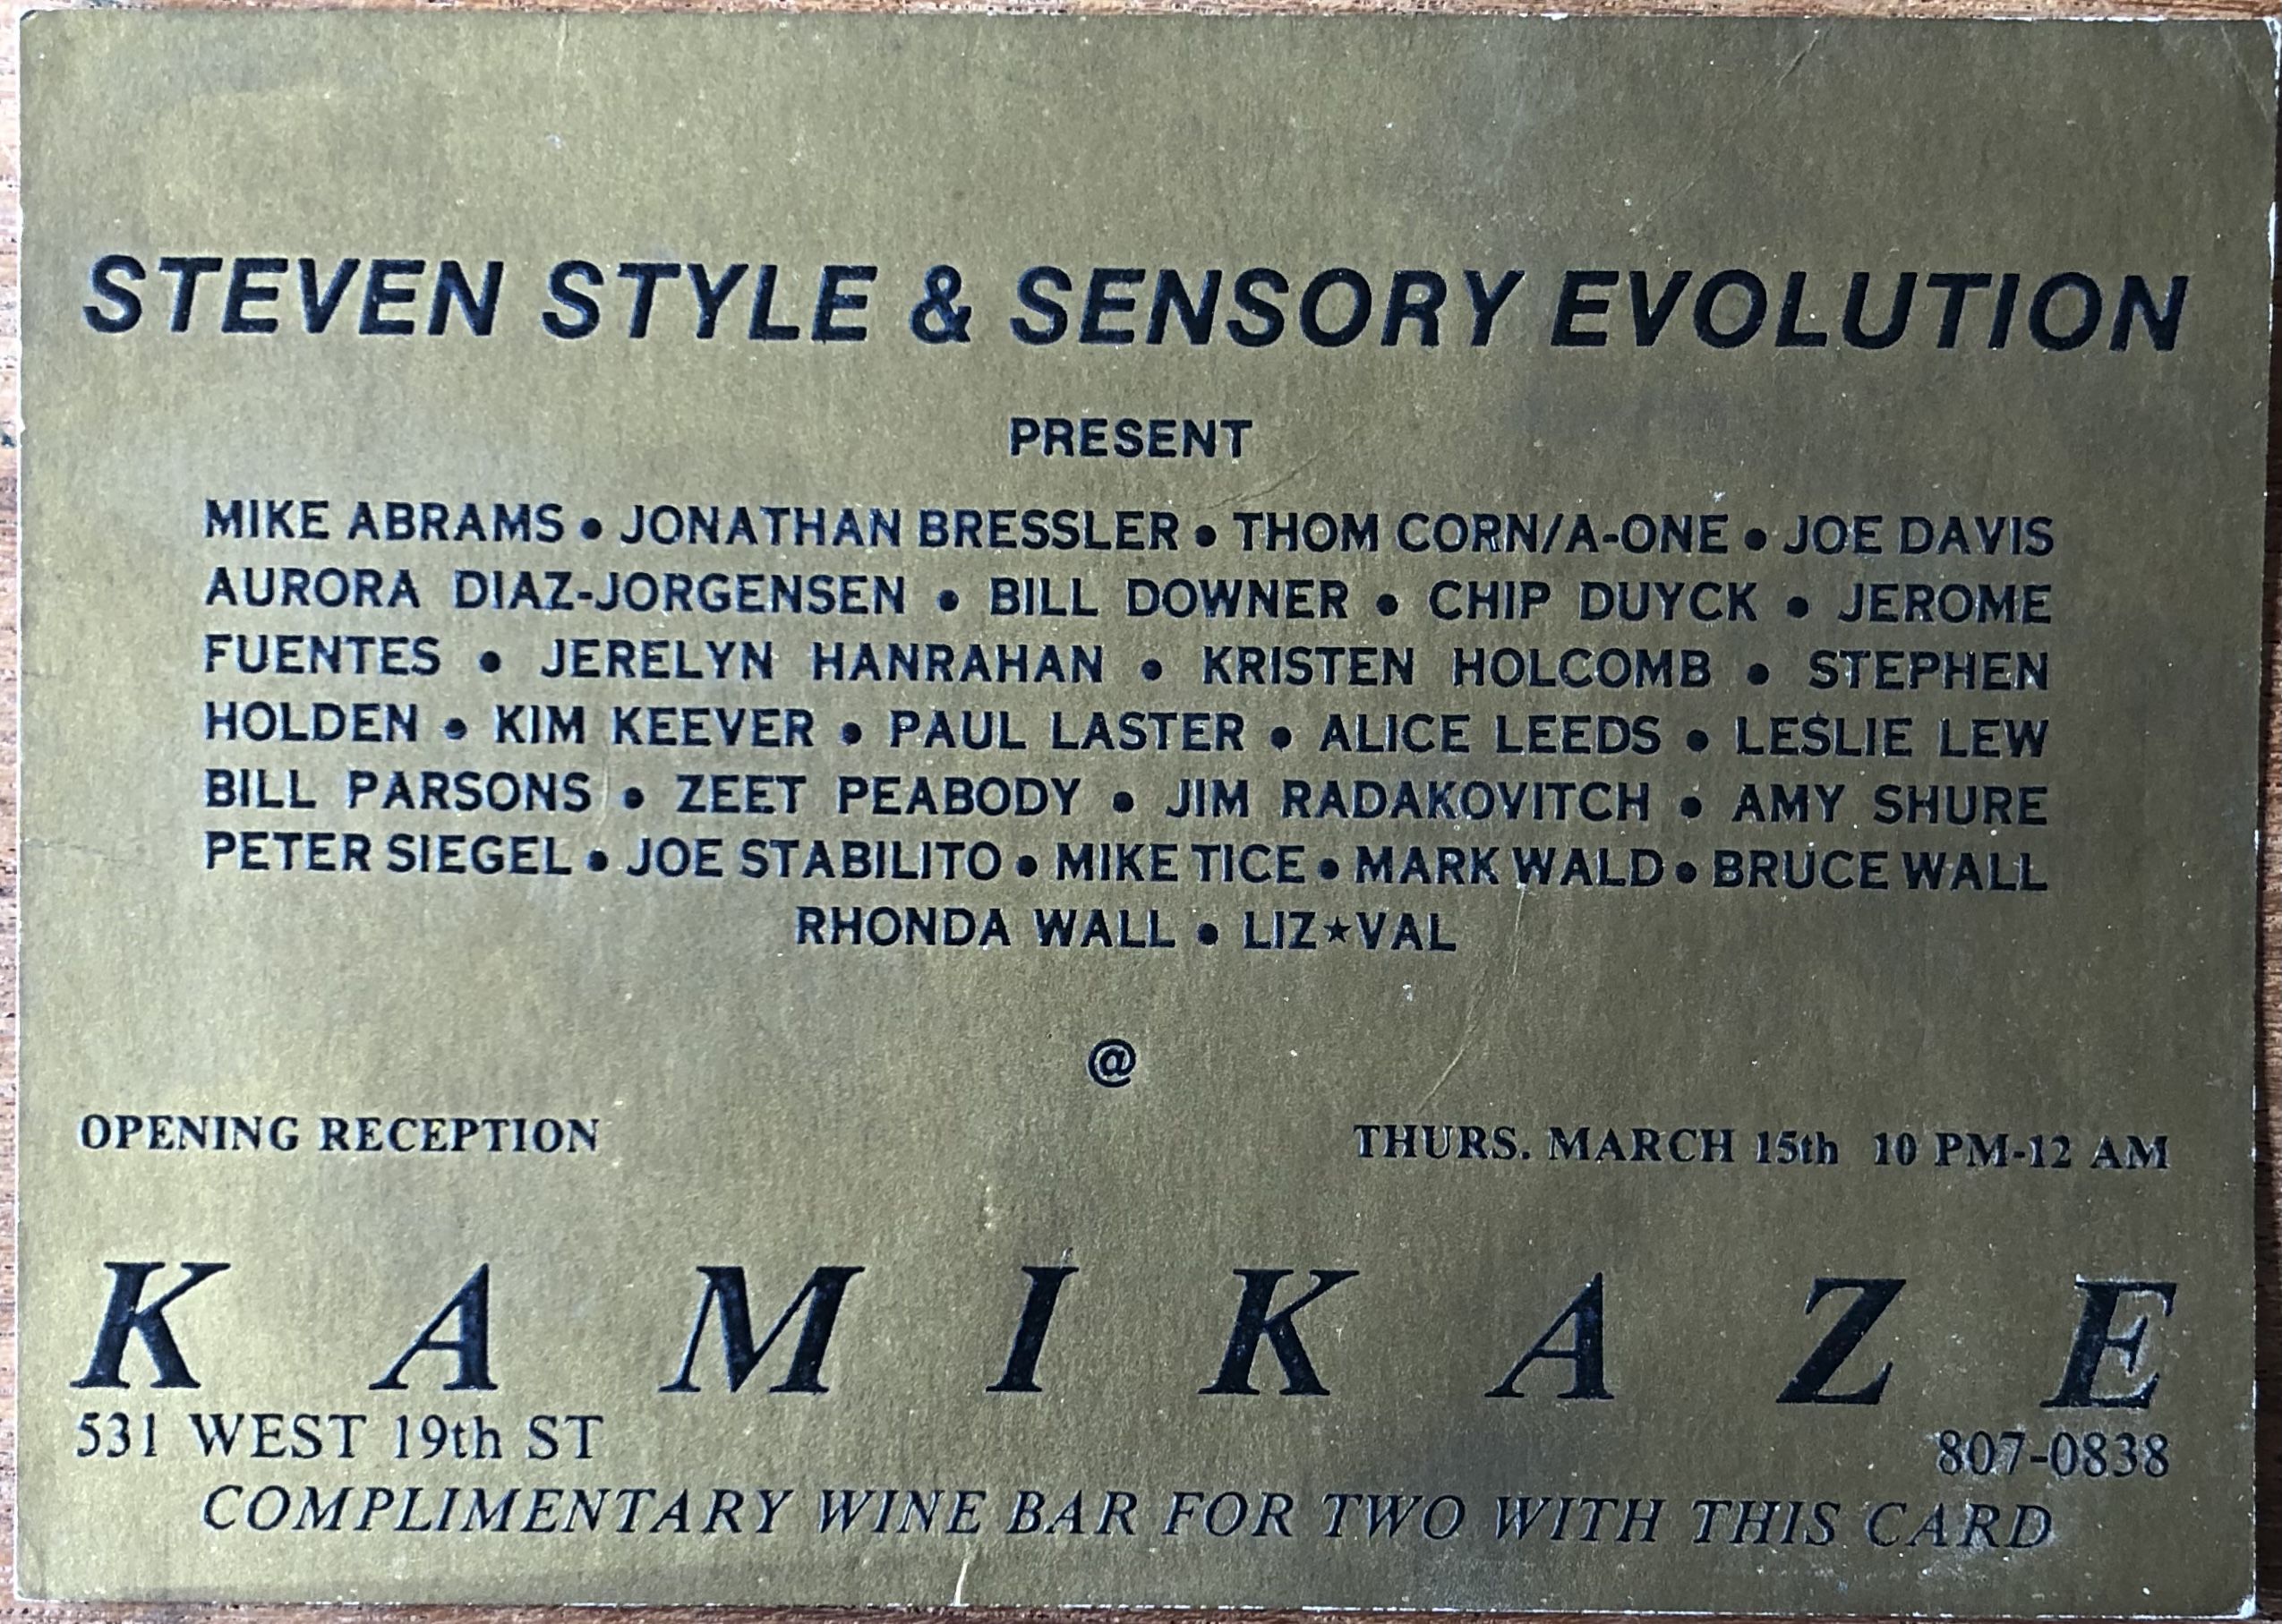 STEVEN STYLE & SENSORY EVOLUTION
PRESENT
MIKE ABRAMS • JONATHAN BRESSLER • THOM CORN/A-ONE • JOE DAVIS
AURORA DIAZ-JORGENSEN • BILL DOWNER • CHIP DUYCK • JEROME
FUENTES • JERELYN HANRAHAN • KRISTEN HOLCOMB • STEPHEN
HOLDEN • KIM KEEVER • PAUL LASTER • ALICE LEEDS • LESLIE LEW
BILL PARSONS • ZEET PEABODY • JIM RADAKOVITCH • AMY SHURE
PETER SIEGEL • JOE STABILITO • MIKE TICE • MARK WALD • BRUCE WALL
RHONDA WALL • LIZ★VAL
@
OPENING RECEPTION THURS. MARCH 15th 10 PM-12 AM
KAMIKAZE
531 WEST 19th ST 807-0838
COMPLIMENTARY WINE BAR FOR TWO WITH THIS CARD